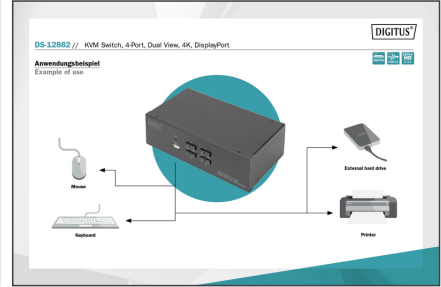 DIGITUS®
DS-12882 // KVM Switch, 4-Port, Dual View, 4K, DisplayPort
Anwendungsbeispiel
Example of use
Mouse
Keyboard
External hard drive
Printer